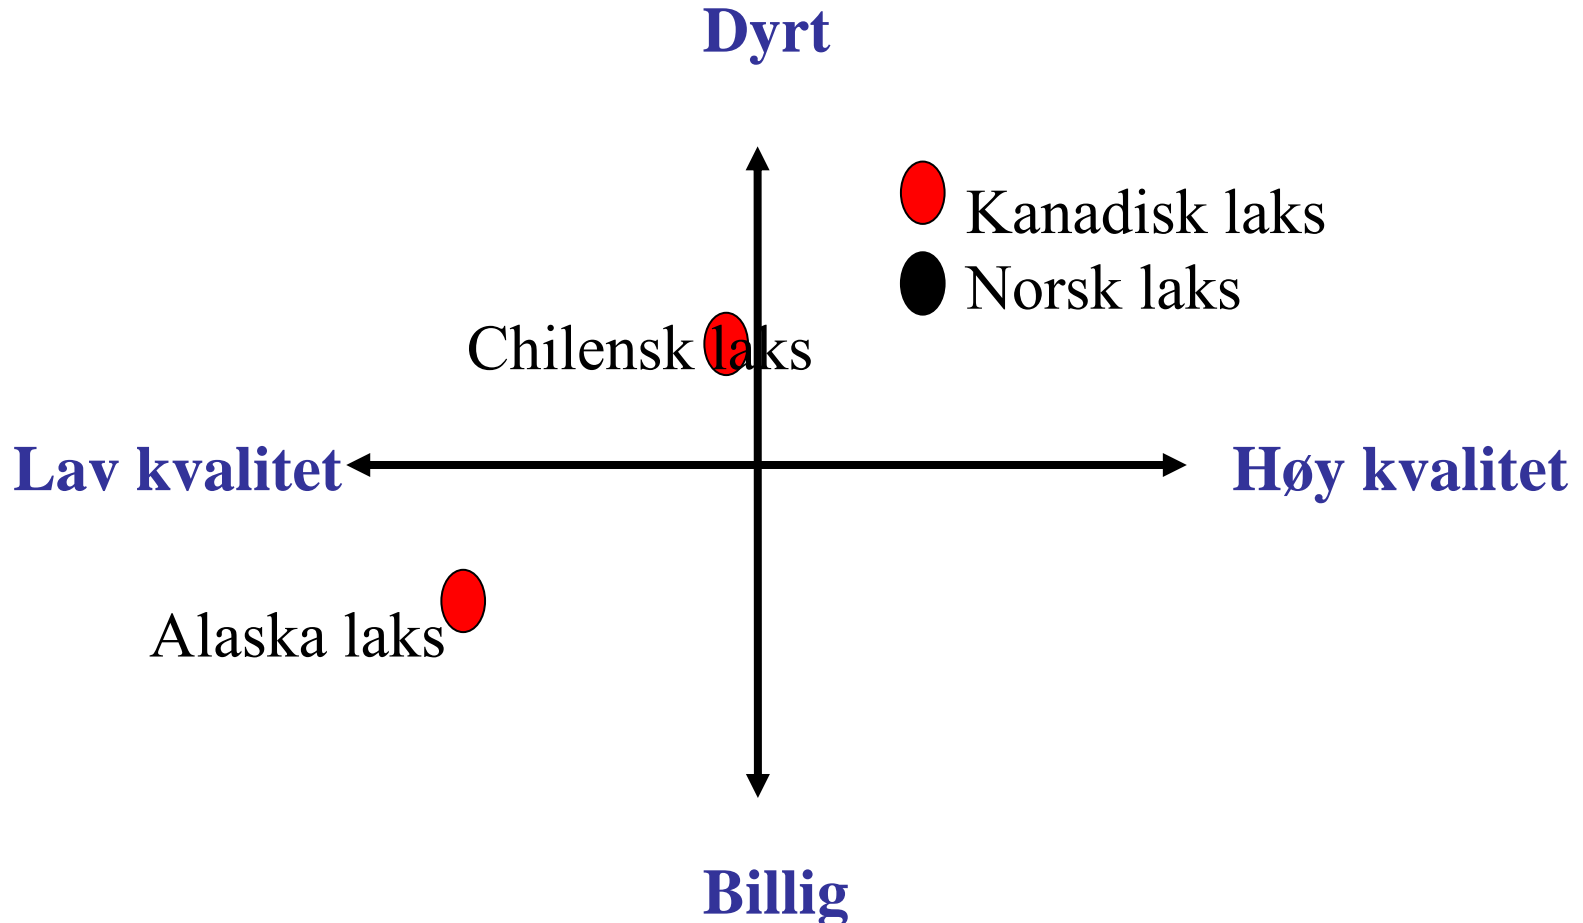 Dyrt
Kanadisk laks
Norsk laks
Chilensk laks
Lav kvalitet
Høy kvalitet
Alaska laks
Billig